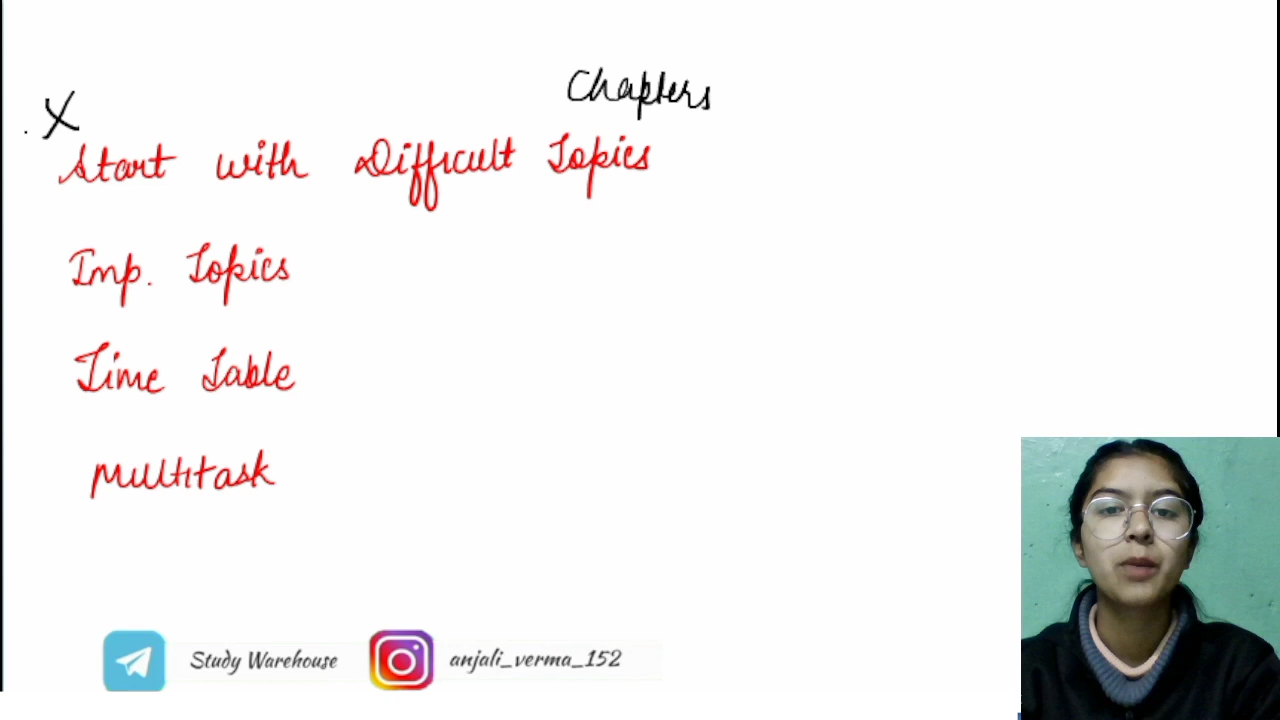 Chapters
X
Start with Difficult Topics
Imp. Topics
Time Table
Multitask
Study Warehouse
anjali_verma_152